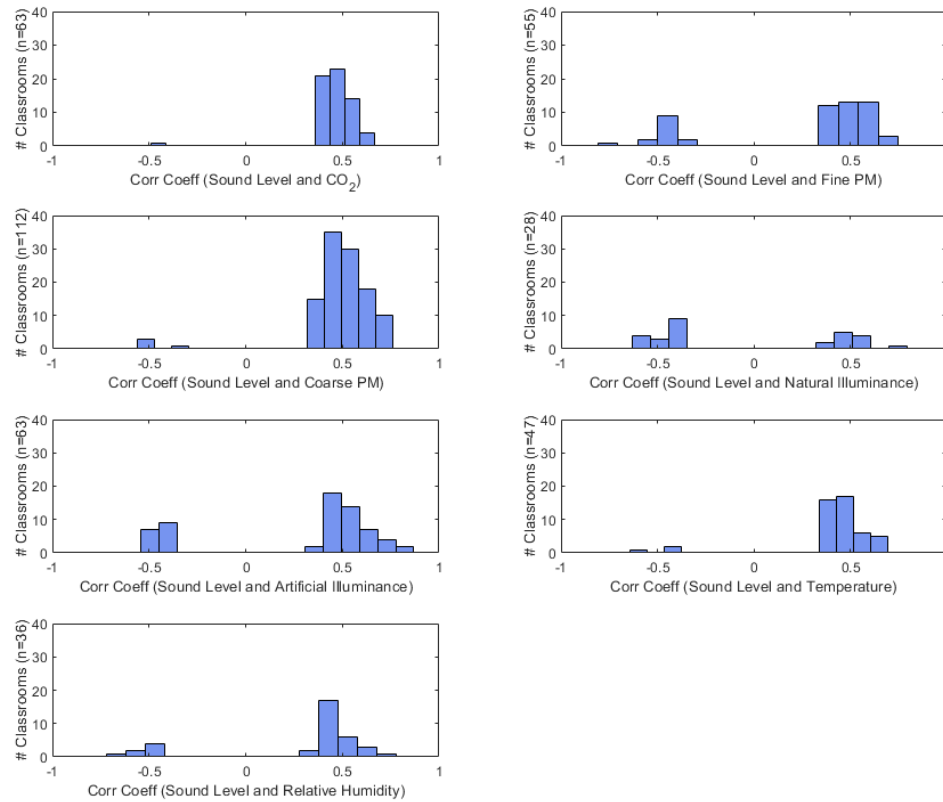 # Classrooms (n=63)
40
30
20
10
0
-1 -0.5 0 0.5 1
Corr Coeff (Sound Level and CO2)
# Classrooms (n=55)
40
30
20
10
0
-1 -0.5 0 0.5
Corr Coeff (Sound Level and Fine PM)
# Classrooms (n=112)
40
30
20
10
0
-1 -0.5 0 0.5 1
Corr Coeff (Sound Level and Coarse PM)
# Classrooms (n=28)
40
30
20
10
0
-1 -0.5 0 0.5
Corr Coeff (Sound Level and Natural Illuminance)
# Classrooms (n=63)
40
30
20
10
0
-1 -0.5 0 0.5 1
Corr Coeff (Sound Level and Artificial Illuminance)
# Classrooms (n=47)
40
30
20
10
0
-1 -0.5 0 0.5
Corr Coeff (Sound Level and Temperature)
# Classrooms (n=36)
40
30
20
10
0
-1 -0.5 0 0.5 1
Corr Coeff (Sound Level and Relative Humidity)